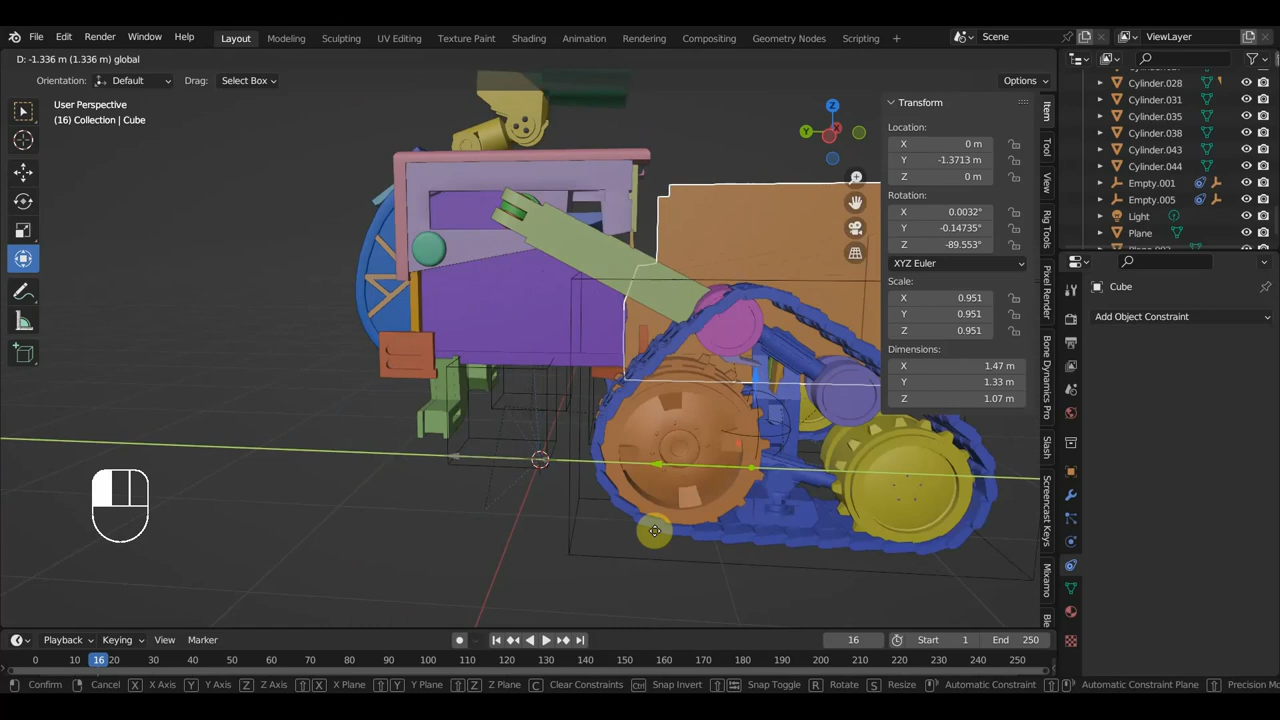 File Edit Render Window Help Layout Modeling Sculpting UV Editing Texture Paint Shading Animation Rendering Compositing Geometry Nodes Scripting + Scene ViewLayer
D: -1.336 m (1.336 m) global
Orientation: Default Drag: Select Box Options
User Perspective
(16) Collection | Cube
Z
Y
X
Transform
Location:
X 0 m
Y -1.3713 m
Z 0 m
Rotation:
X 0.0032°
Y -0.14735°
Z -89.553°
XYZ Euler
Scale:
X 0.951
Y 0.951
Z 0.951
Dimensions:
X 1.47 m
Y 1.33 m
Z 1.07 m
Item
Tool
View
Rig Tools
Pixel Render
Bone Dynamics Pro
Slash
Screencast Keys
Mixamo
Cylinder.028
Cylinder.031
Cylinder.035
Cylinder.038
Cylinder.043
Cylinder.044
Empty.001
Empty.005
Light
Plane
Cube
Add Object Constraint
Playback Keying View Marker 16 Start 1 End 250
0 10 16 20 30 40 50 60 70 80 90 100 110 120 130 140 150 160 170 180 190 200 210 220 230 240 250
Confirm Cancel X X Axis Y Y Axis Z Z Axis X X Plane Y Y Plane Z Z Plane C Clear Constraints Ctrl Snap Invert Snap Toggle R Rotate S Resize Automatic Constraint Automatic Constraint Plane Precision Mo